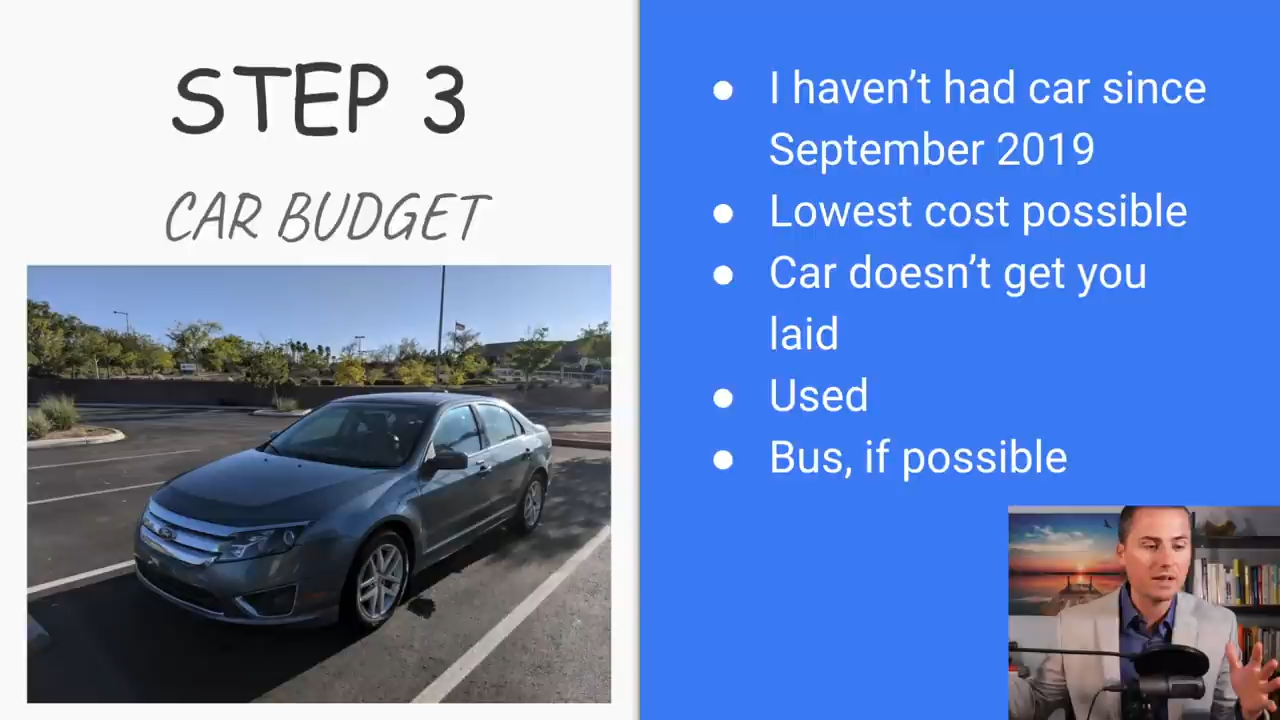 STEP 3
CAR BUDGET
● I haven’t had car since
September 2019
● Lowest cost possible
● Car doesn’t get you
laid
● Used
● Bus, if possible